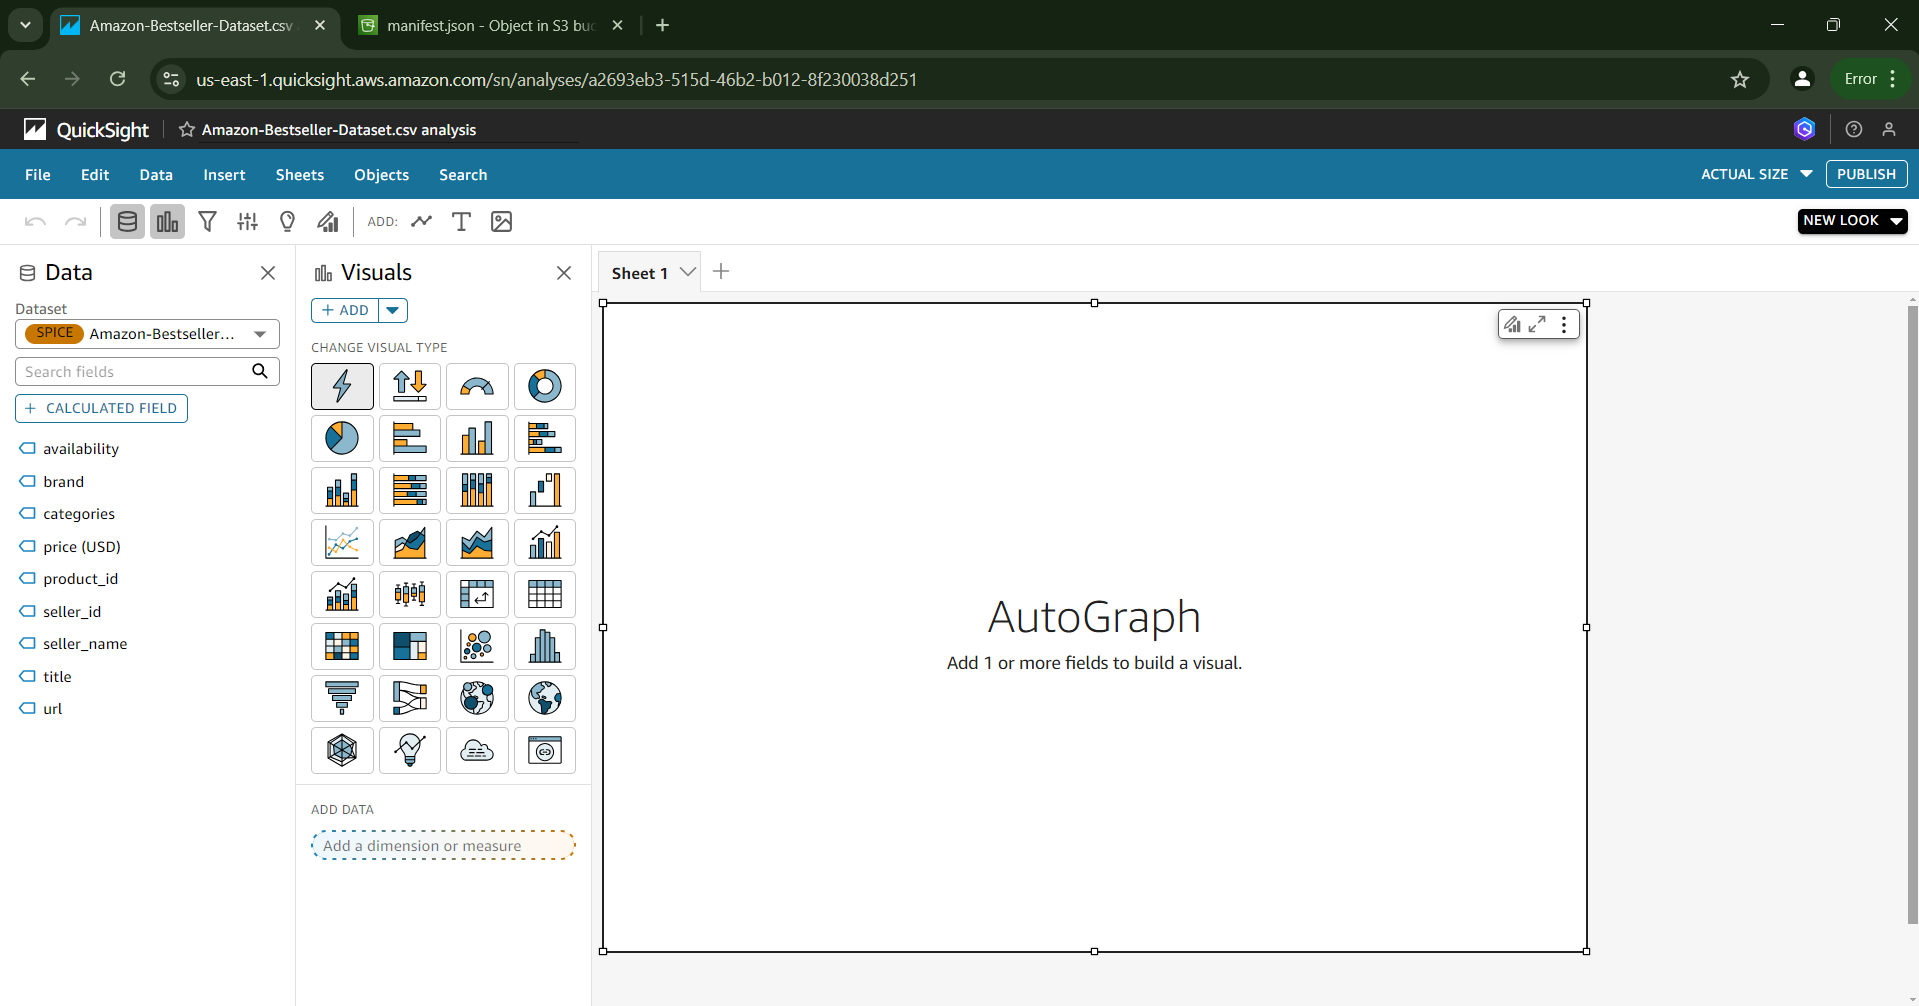 Amazon-Bestseller-Dataset.csv
manifest.json - Object in S3 buc
us-east-1.quicksight.aws.amazon.com/sn/analyses/a2693eb3-515d-46b2-b012-8f230038d251
Error
QuickSight
Amazon-Bestseller-Dataset.csv analysis
File Edit Data Insert Sheets Objects Search
ACTUAL SIZE
PUBLISH
ADD:
NEW LOOK
Data
Dataset
SPICE Amazon-Bestseller...
Search fields
+ CALCULATED FIELD
availability
brand
categories
price (USD)
product_id
seller_id
seller_name
title
url
Visuals
+ ADD
CHANGE VISUAL TYPE
ADD DATA
Add a dimension or measure
Sheet 1
AutoGraph
Add 1 or more fields to build a visual.